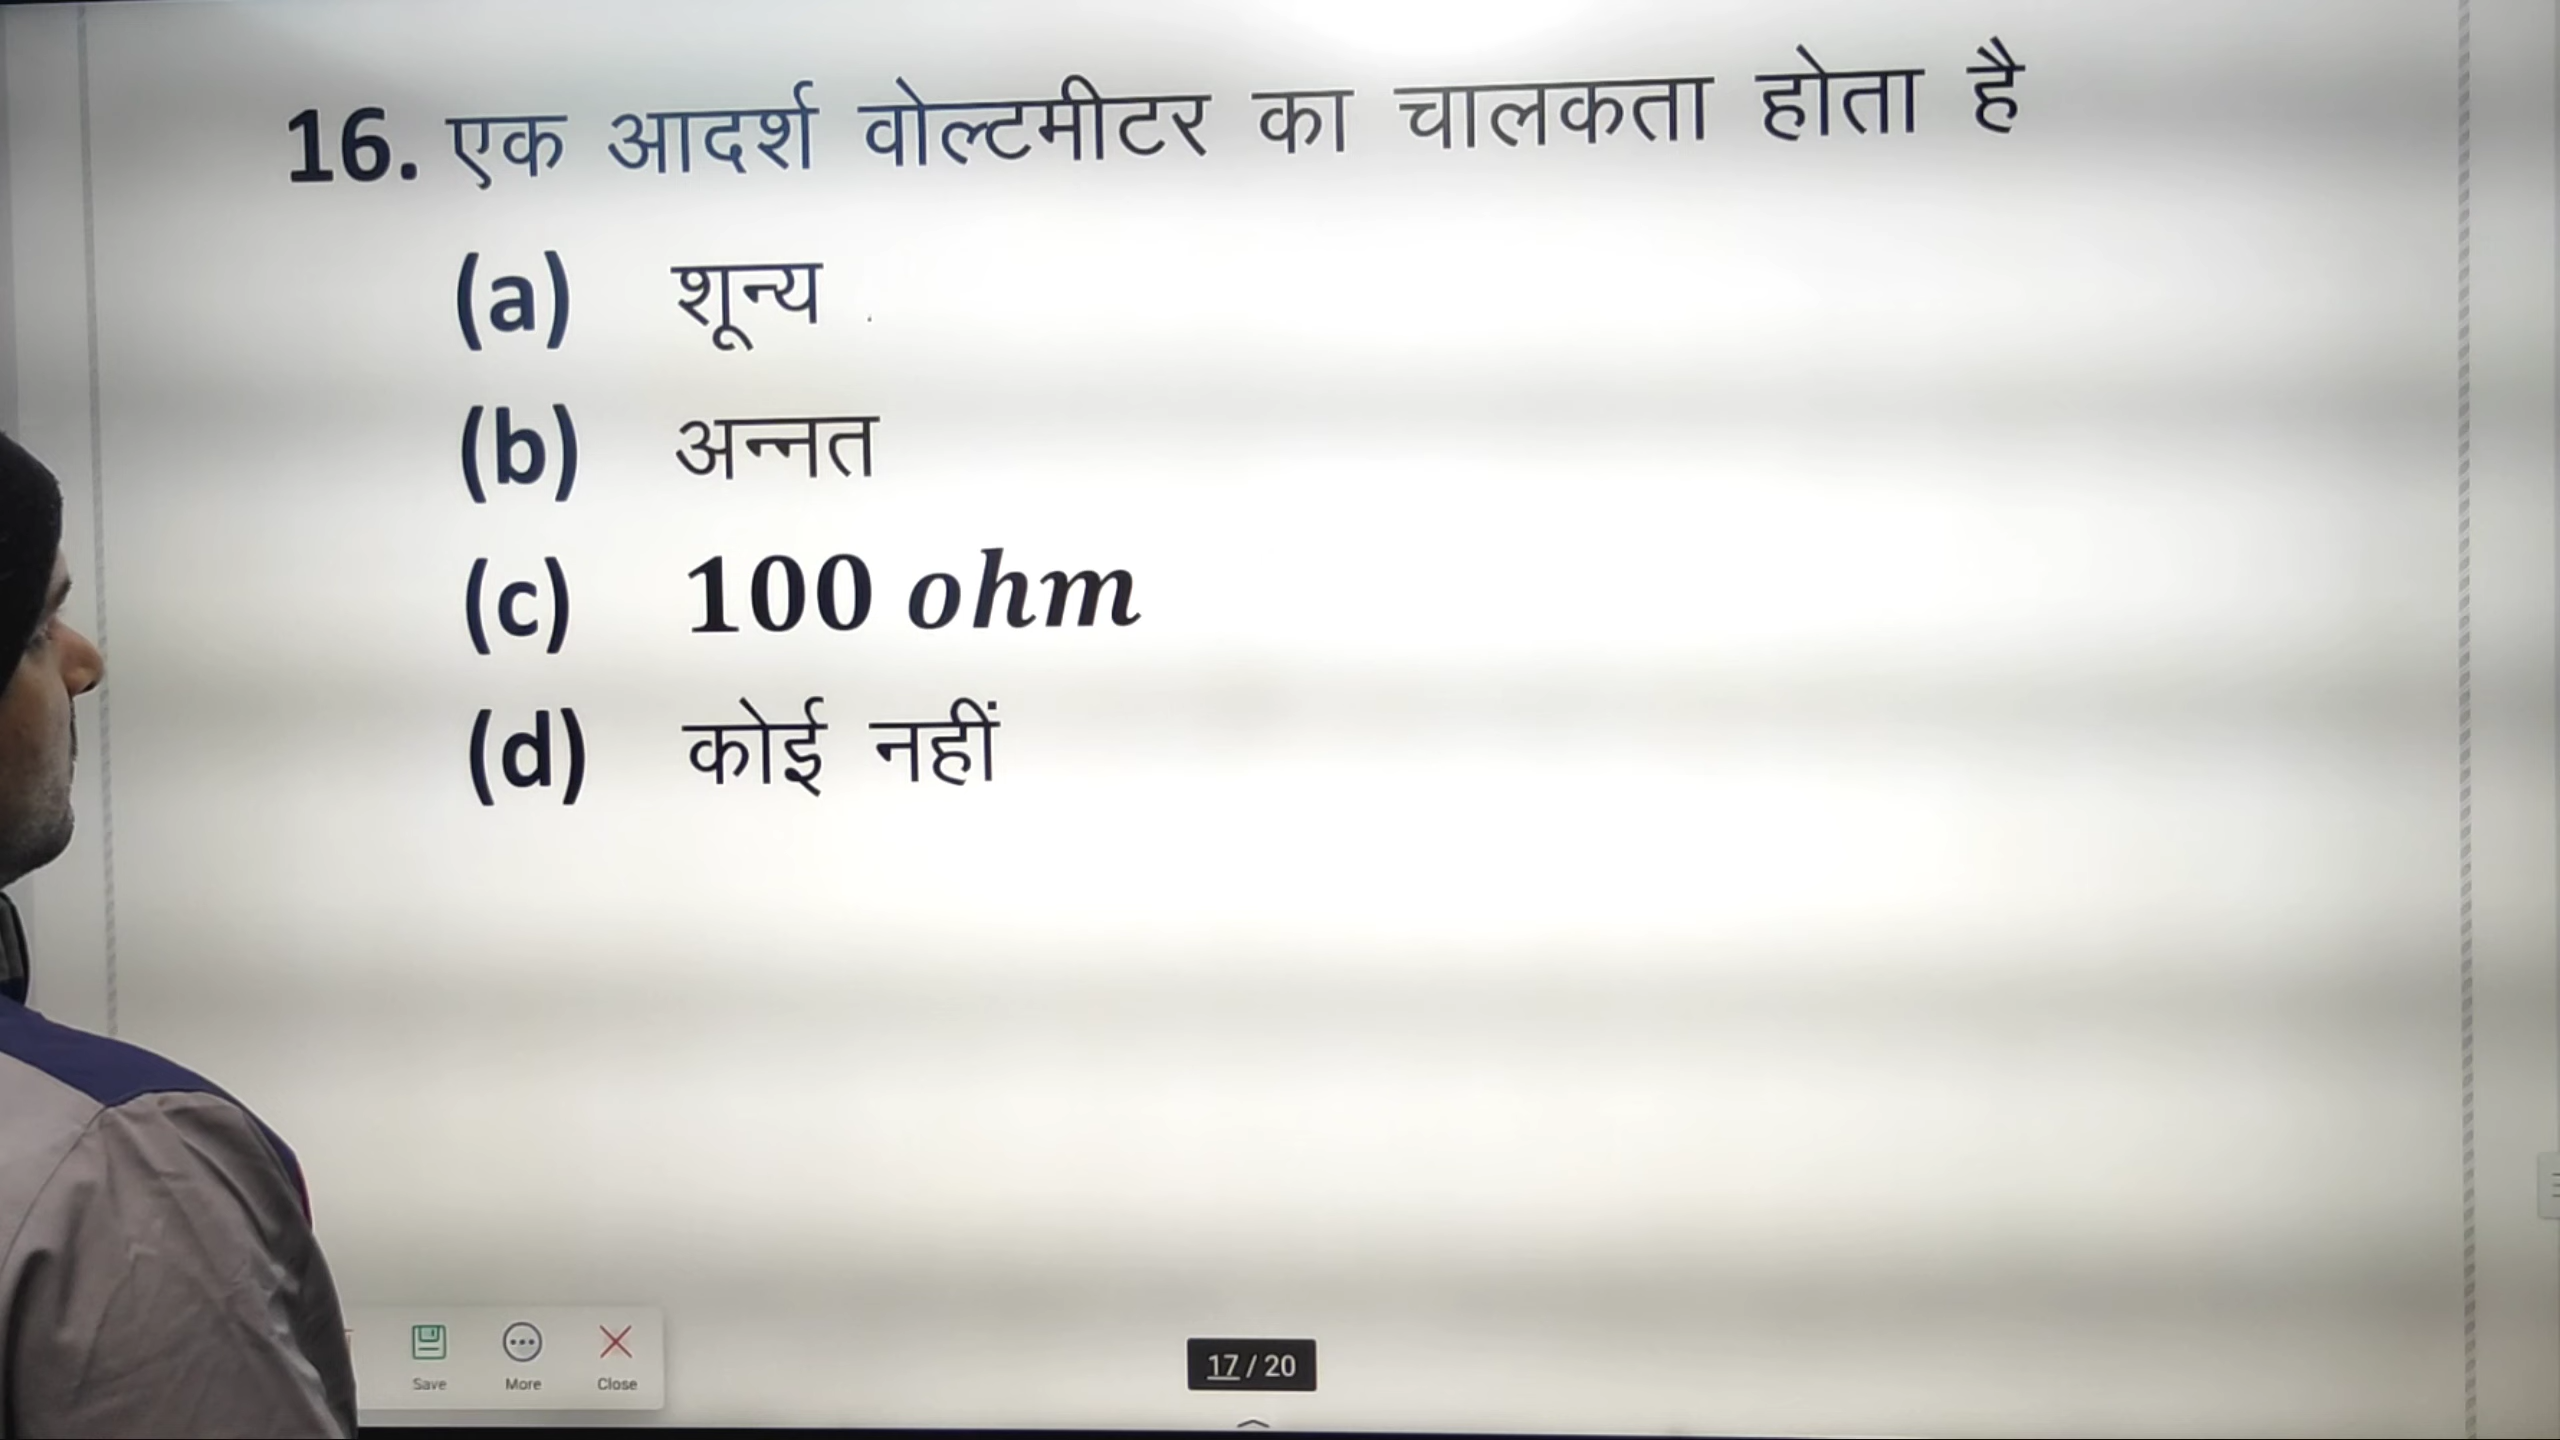 16. एक आदर्श वोल्टमीटर का चालकता होता है
(a) शून्य
(b) अन्नत
(c) 100 ohm
(d) कोई नहीं
Save More Close
17 / 20